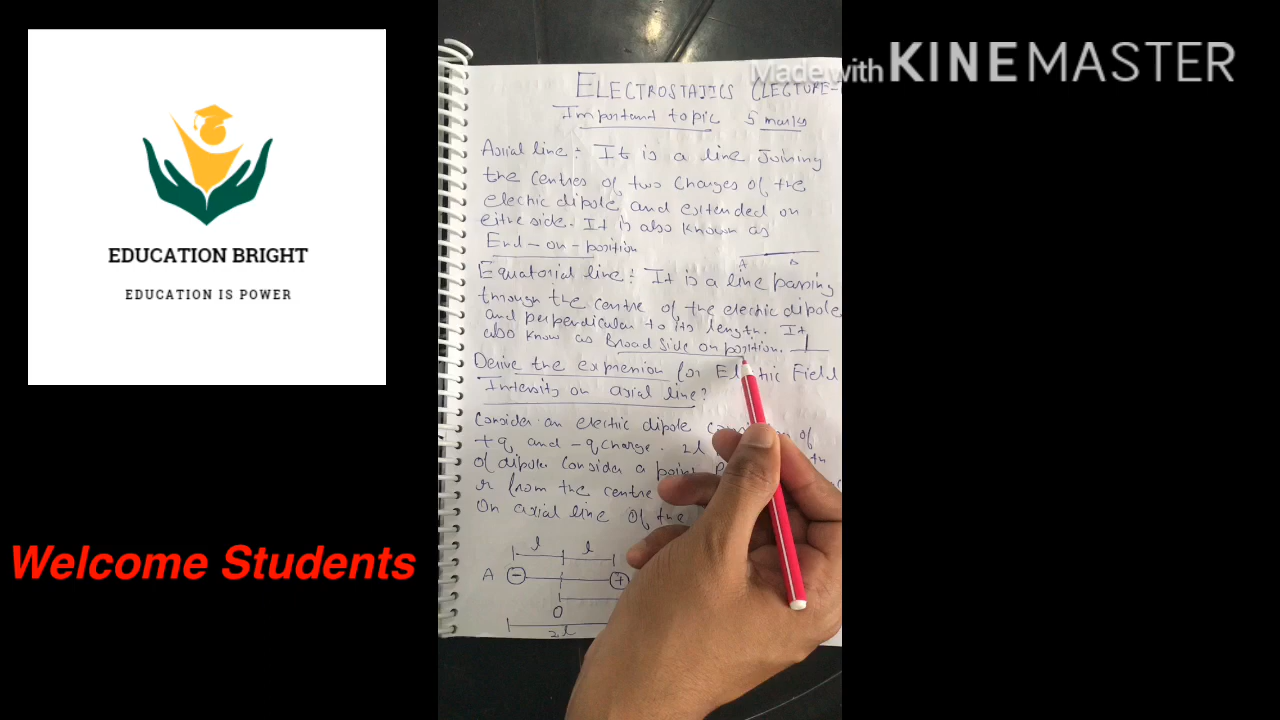 EDUCATION BRIGHT
EDUCATION IS POWER
Welcome Students
Made with KINEMASTER
ELECTROSTATICS (LECTURE-
Important topic 5 marks
Axial line: It is a line Joining
the centres of two charges of the
electric dipole and extended on
eithe side. It is also known as
End-on-position
A B
Equatorial line: It is a line passing
through the centre of the electric dipole
and perpendicular to its length. It
also know as Broad Side on position.
Derive the expression for Electric Field
Intensity on axial line?
Consider an electric dipole of
+q and -q charge. 2l
of dipole Consider a point P
r from the centre
On axial line of the
l l
A - +
O
2l